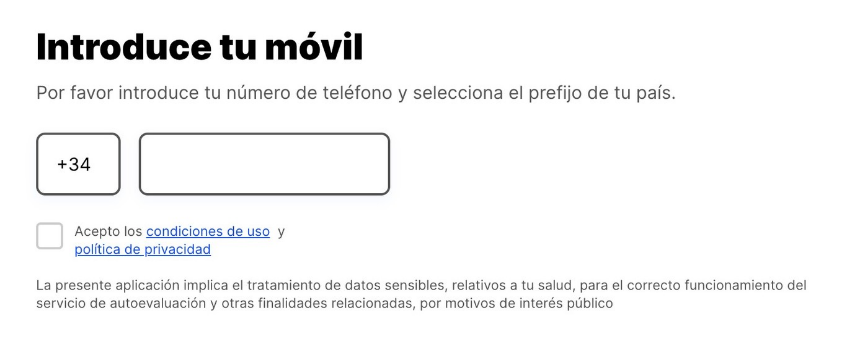 Introduce tu móvil
Por favor introduce tu número de teléfono y selecciona el prefijo de tu país.
+34
Acepto los condiciones de uso y
política de privacidad
La presente aplicación implica el tratamiento de datos sensibles, relativos a tu salud, para el correcto funcionamiento del
servicio de autoevaluación y otras finalidades relacionadas, por motivos de interés público